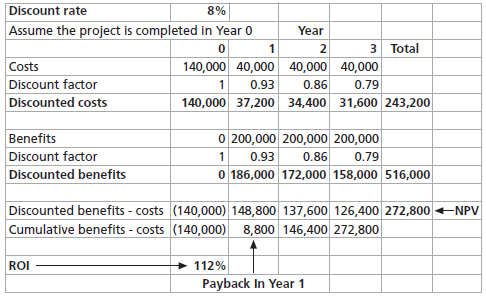 Discount rate 8%
Assume the project is completed in Year 0 Year
0 1 2 3 Total
Costs 140,000 40,000 40,000 40,000
Discount factor 1 0.93 0.86 0.79
Discounted costs 140,000 37,200 34,400 31,600 243,200
Benefits 0 200,000 200,000 200,000
Discount factor 1 0.93 0.86 0.79
Discounted benefits 0 186,000 172,000 158,000 516,000
Discounted benefits - costs (140,000) 148,800 137,600 126,400 272,800 ←NPV
Cumulative benefits - costs (140,000) 8,800 146,400 272,800
ROI → 112%
Payback In Year 1